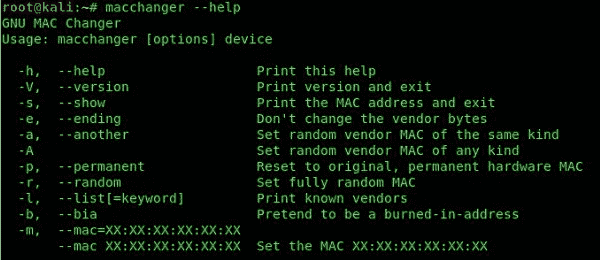 root@kali:~# macchanger --help
GNU MAC Changer
Usage: macchanger [options] device

  -h,  --help                   Print this help
  -V,  --version                Print version and exit
  -s,  --show                   Print the MAC address and exit
  -e,  --ending                 Don't change the vendor bytes
  -a,  --another                Set random vendor MAC of the same kind
  -A                            Set random vendor MAC of any kind
  -p,  --permanent              Reset to original, permanent hardware MAC
  -r,  --random                 Set fully random MAC
  -l,  --list[=keyword]         Print known vendors
  -b,  --bia                    Pretend to be a burned-in-address
  -m,  --mac=XX:XX:XX:XX:XX:XX
       --mac XX:XX:XX:XX:XX:XX  Set the MAC XX:XX:XX:XX:XX:XX